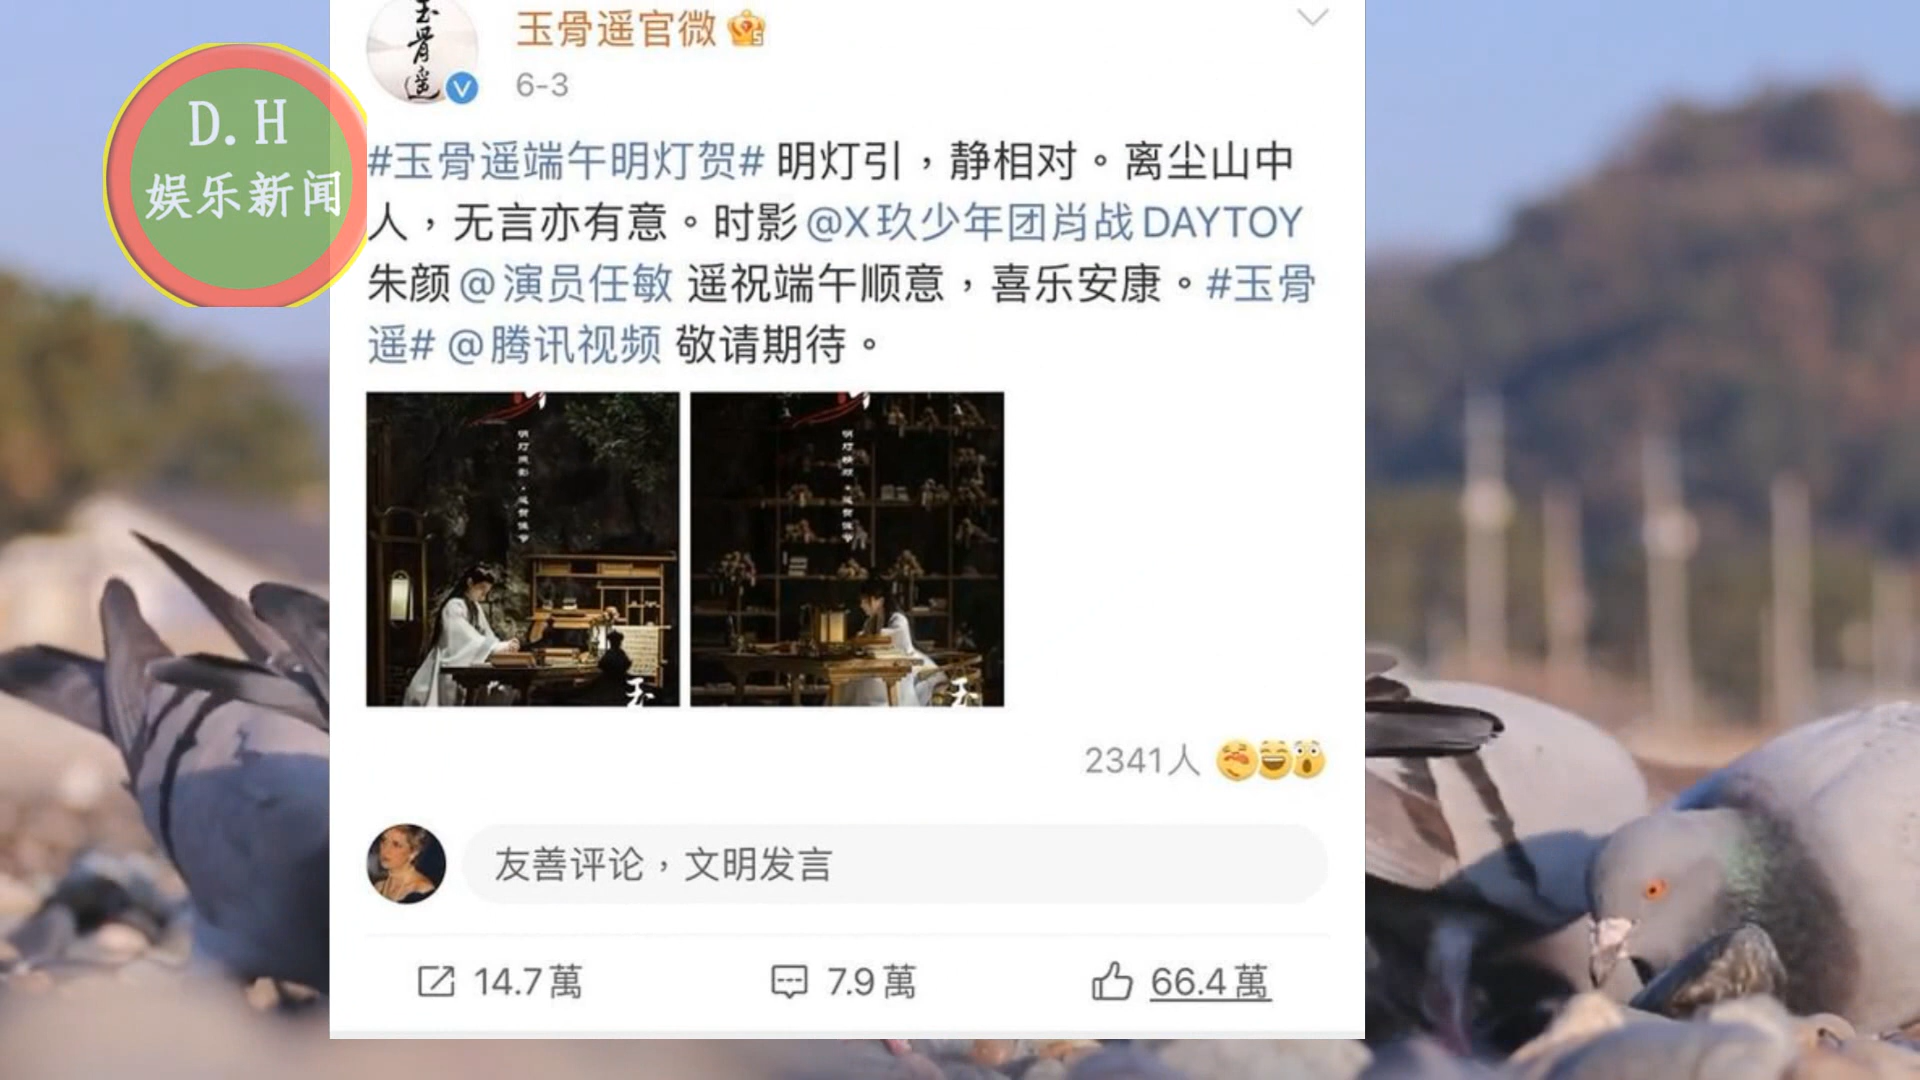 D.H
娱乐新闻
玉骨遥
玉骨遥官微
6-3
#玉骨遥端午明灯贺# 明灯引，静相对。离尘山中
人，无言亦有意。时影@X玖少年团肖战DAYTOY
朱颜@演员任敏 遥祝端午顺意，喜乐安康。#玉骨
遥# @腾讯视频 敬请期待。
玉
玉
2341人
友善评论，文明发言
14.7萬
7.9萬
66.4萬